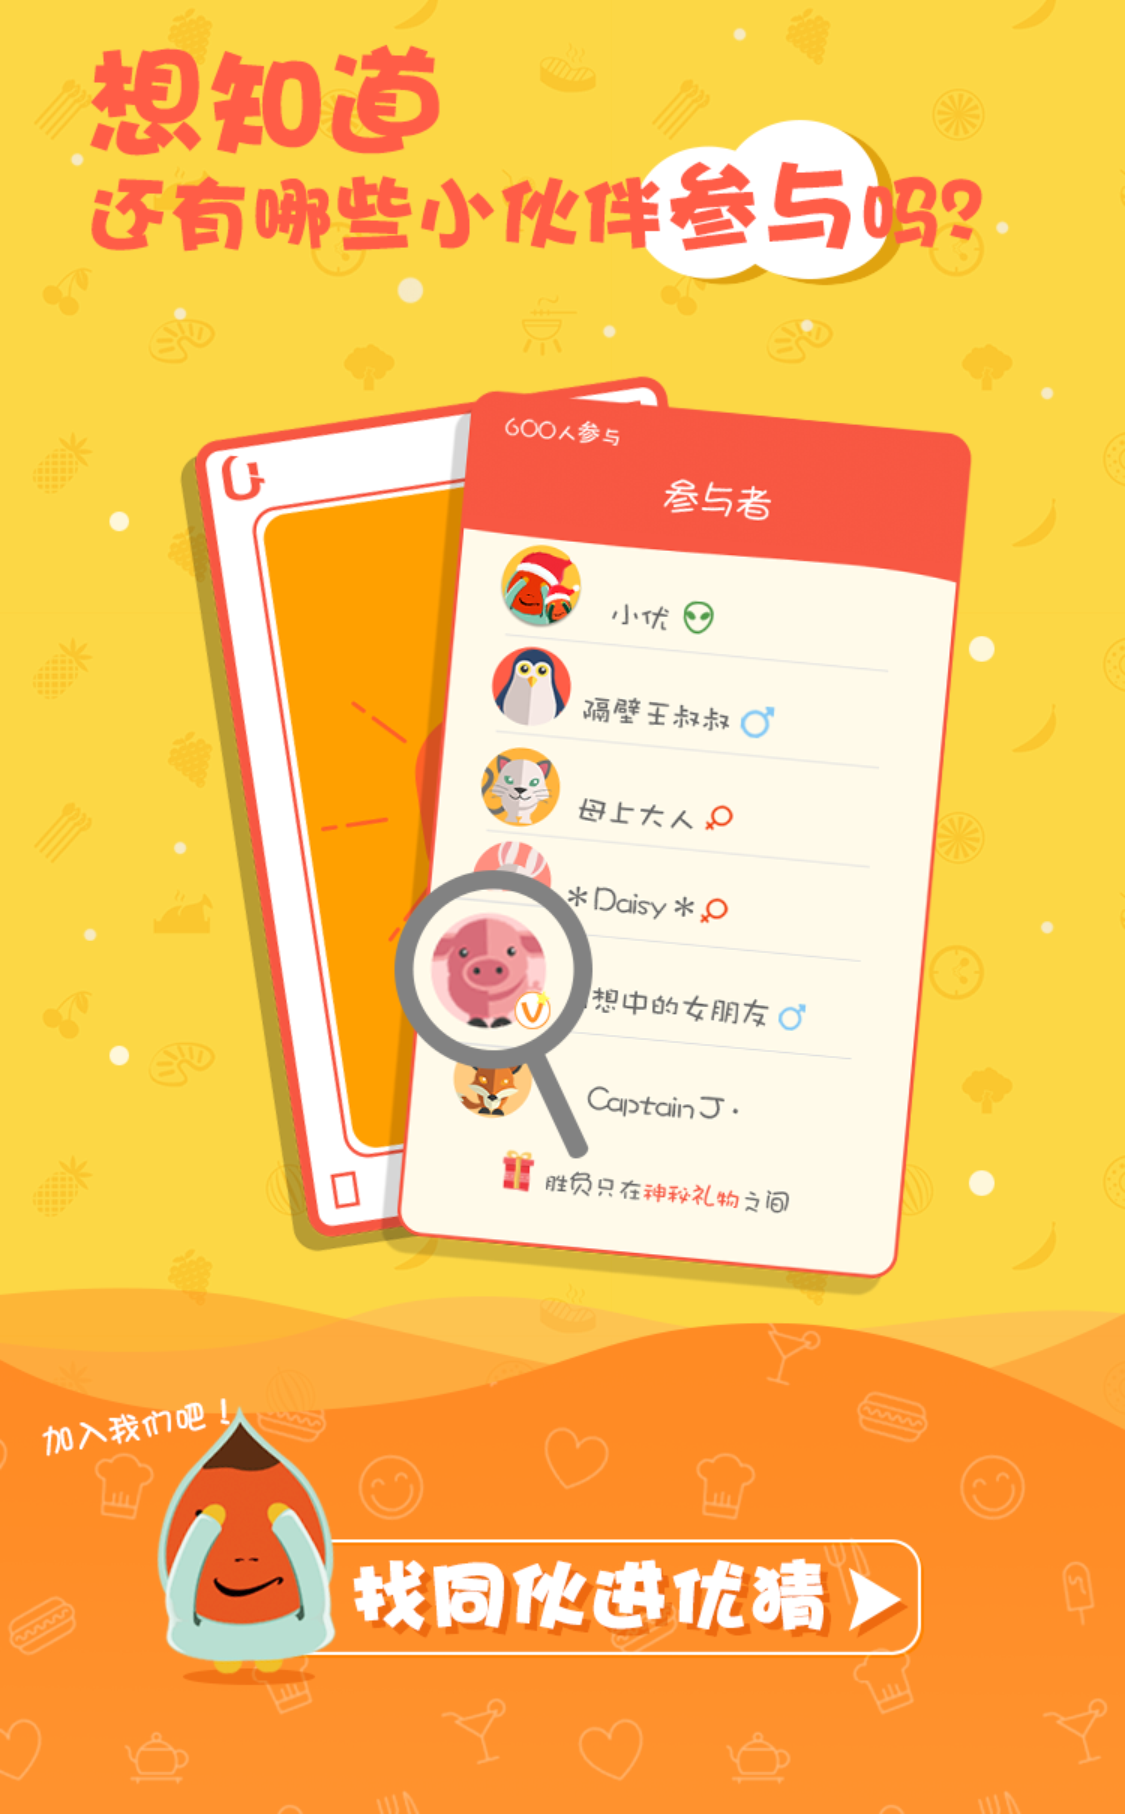 想知道
还有哪些小伙伴参与吗?
600人参与
参与者
小优
隔壁王叔叔
母上大人
*Daisy*
想中的女朋友
Captain J·
胜负只在神秘礼物之间
加入我们吧！
找同伙进优猜